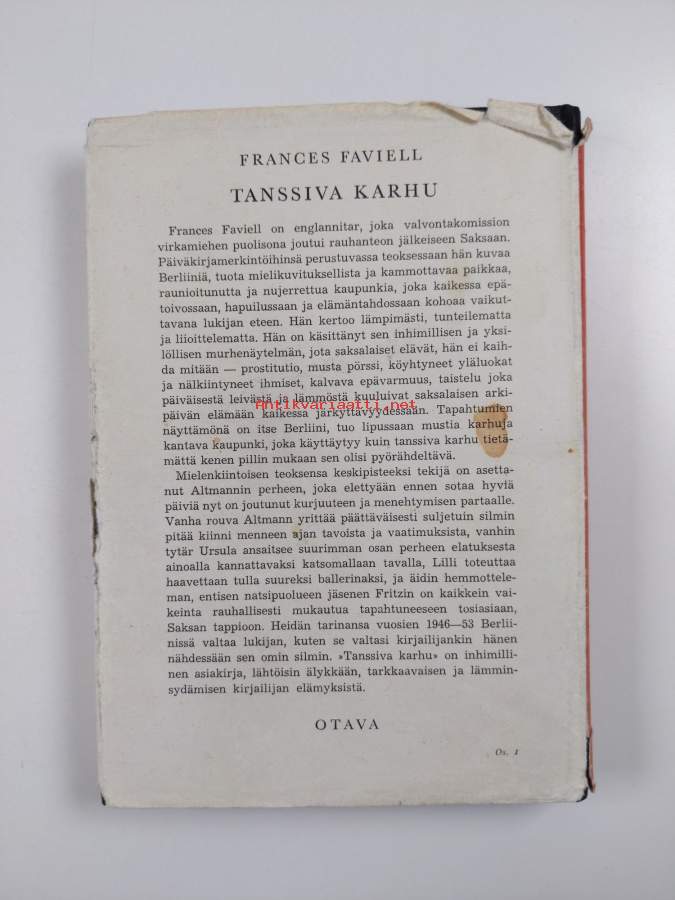 FRANCES FAVIELL
TANSSIVA KARHU
Frances Faviell on englannitar, joka valvontakomission
virkamiehen puolisona joutui rauhanteon jälkeiseen Saksaan.
Päiväkirjamerkintöihinsä perustuvassa teoksessaan hän kuvaa
Berliiniä, tuota mielikuvituksellista ja kammottavaa paikkaa,
raunioitunutta ja nujerrettua kaupunkia, joka kaikessa epä-
toivossaan, hapuilussaan ja elämäntahdossaan kohoaa vaikut-
tavana lukijan eteen. Hän kertoo lämpimästi, tunteilematta
ja liioittelematta. Hän on käsittänyt sen inhimillisen ja yksi-
löllisen murhenäytelmän, jota saksalaiset elävät, hän ei kaih-
da mitään — prostitutio, musta pörssi, köyhtyneet yläluokat
ja nälkiintyneet ihmiset, kalvava epävarmuus, taistelu joka
päiväisestä leivästä ja lämmöstä kuuluivat saksalaisen arki-
Antikvariaatti.net
päivän elämään kaikessa järkyttävyydessään. Tapahtumien
näyttämönä on itse Berliini, tuo lipussaan mustia karhuja
kantava kaupunki, joka käyttäytyy kuin tanssiva karhu tietä-
mättä kenen pillin mukaan sen olisi pyörähdeltävä.
Mielenkiintoisen teoksensa keskipisteeksi tekijä on asetta-
nut Altmannin perheen, joka elettyään ennen sotaa hyviä
päiviä nyt on joutunut kurjuuteen ja menehtymisen partaalle.
Vanha rouva Altmann yrittää päättäväisesti suljetuin silmin
pitää kiinni menneen ajan tavoista ja vaatimuksista, vanhin
tytär Ursula ansaitsee suurimman osan perheen elatuksesta
ainoalla kannattavaksi katsomallaan tavalla, Lilli toteuttaa
haavettaan tulla suureksi ballerinaksi, ja äidin hemmottele-
man, entisen natsipuolueen jäsenen Fritzin on kaikkein vai-
keinta rauhallisesti mukautua tapahtuneeseen tosiasiaan,
Saksan tappioon. Heidän tarinansa vuosien 1946—53 Berlii-
nissä valtaa lukijan, kuten se valtasi kirjailijankin hänen
nähdessään sen omin silmin. »Tanssiva karhu» on inhimilli-
nen asiakirja, lähtöisin älykkään, tarkkaavaisen ja lämmin-
sydämisen kirjailijan elämyksistä.
OTAVA
Os. 1